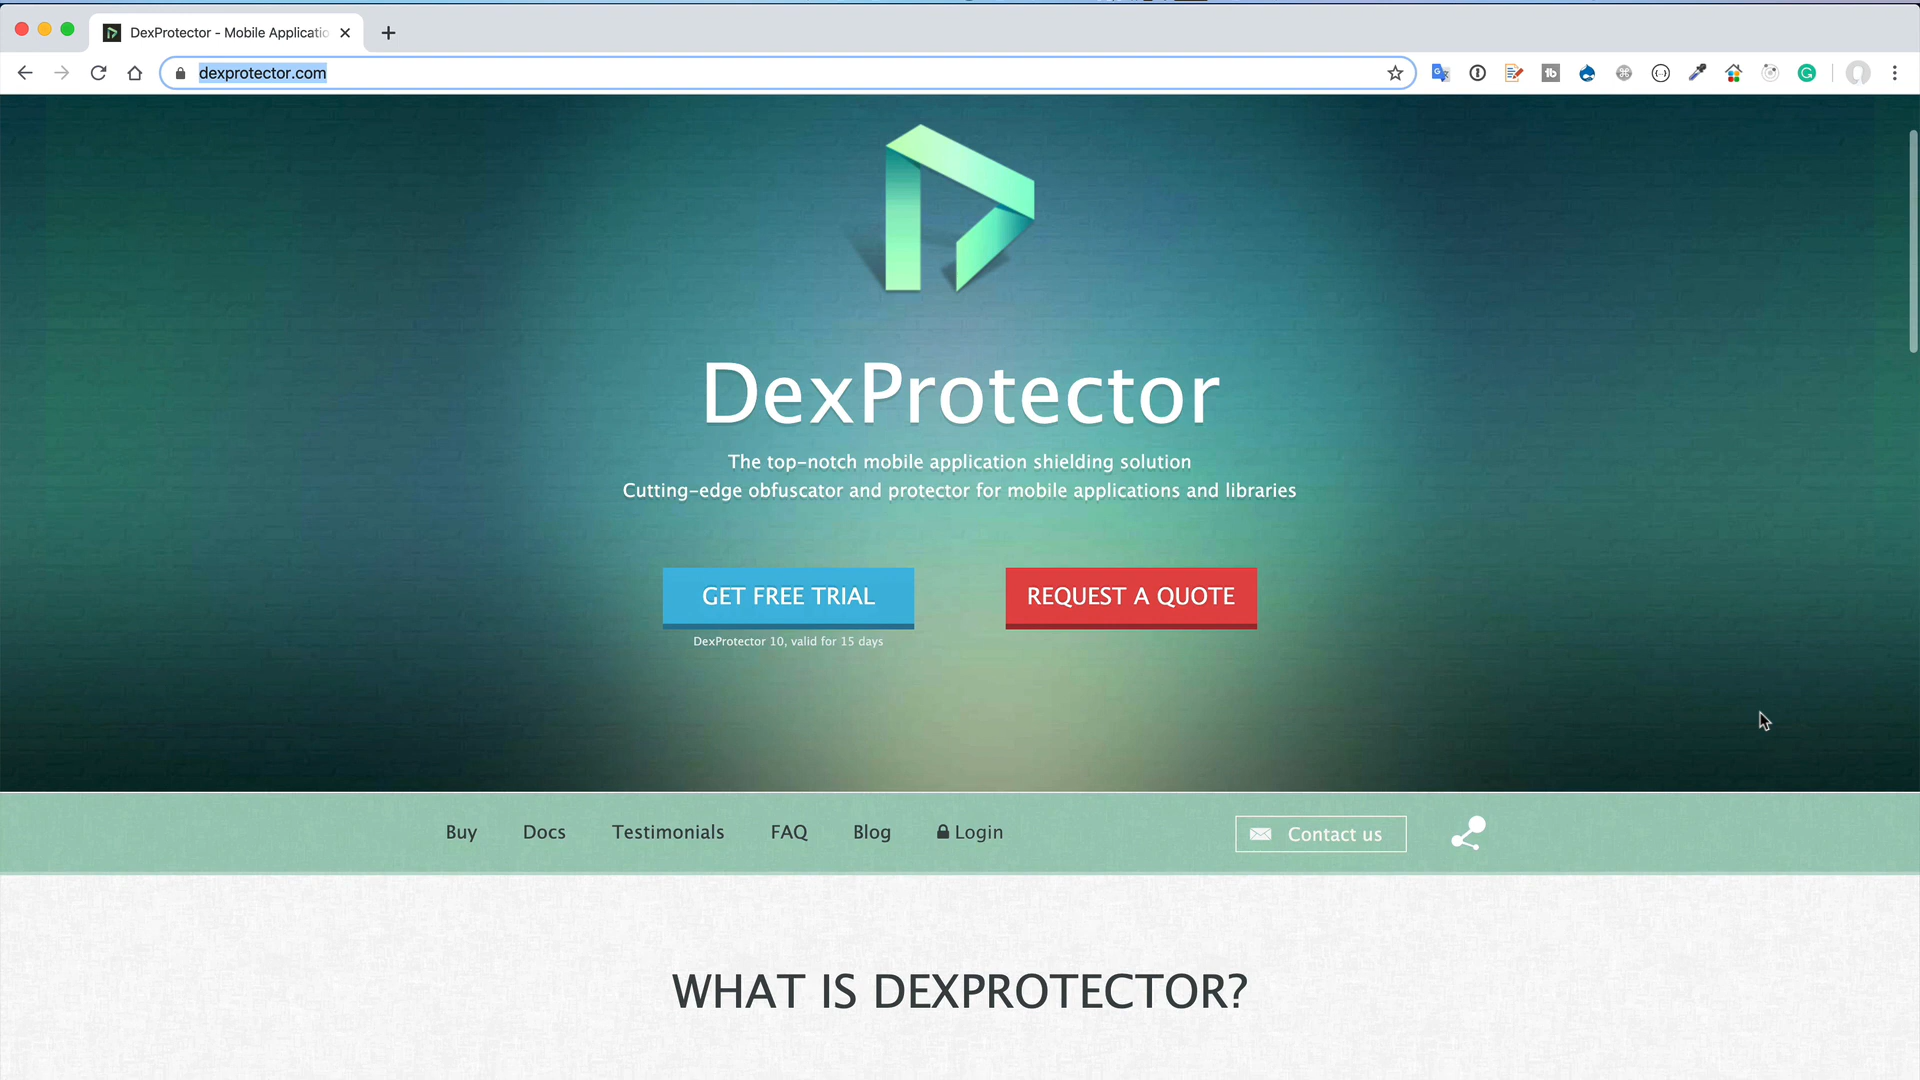 DexProtector - Mobile Applicatio
dexprotector.com
DexProtector
The top-notch mobile application shielding solution
Cutting-edge obfuscator and protector for mobile applications and libraries
GET FREE TRIAL
REQUEST A QUOTE
DexProtector 10, valid for 15 days
Buy
Docs
Testimonials
FAQ
Blog
Login
Contact us
WHAT IS DEXPROTECTOR?